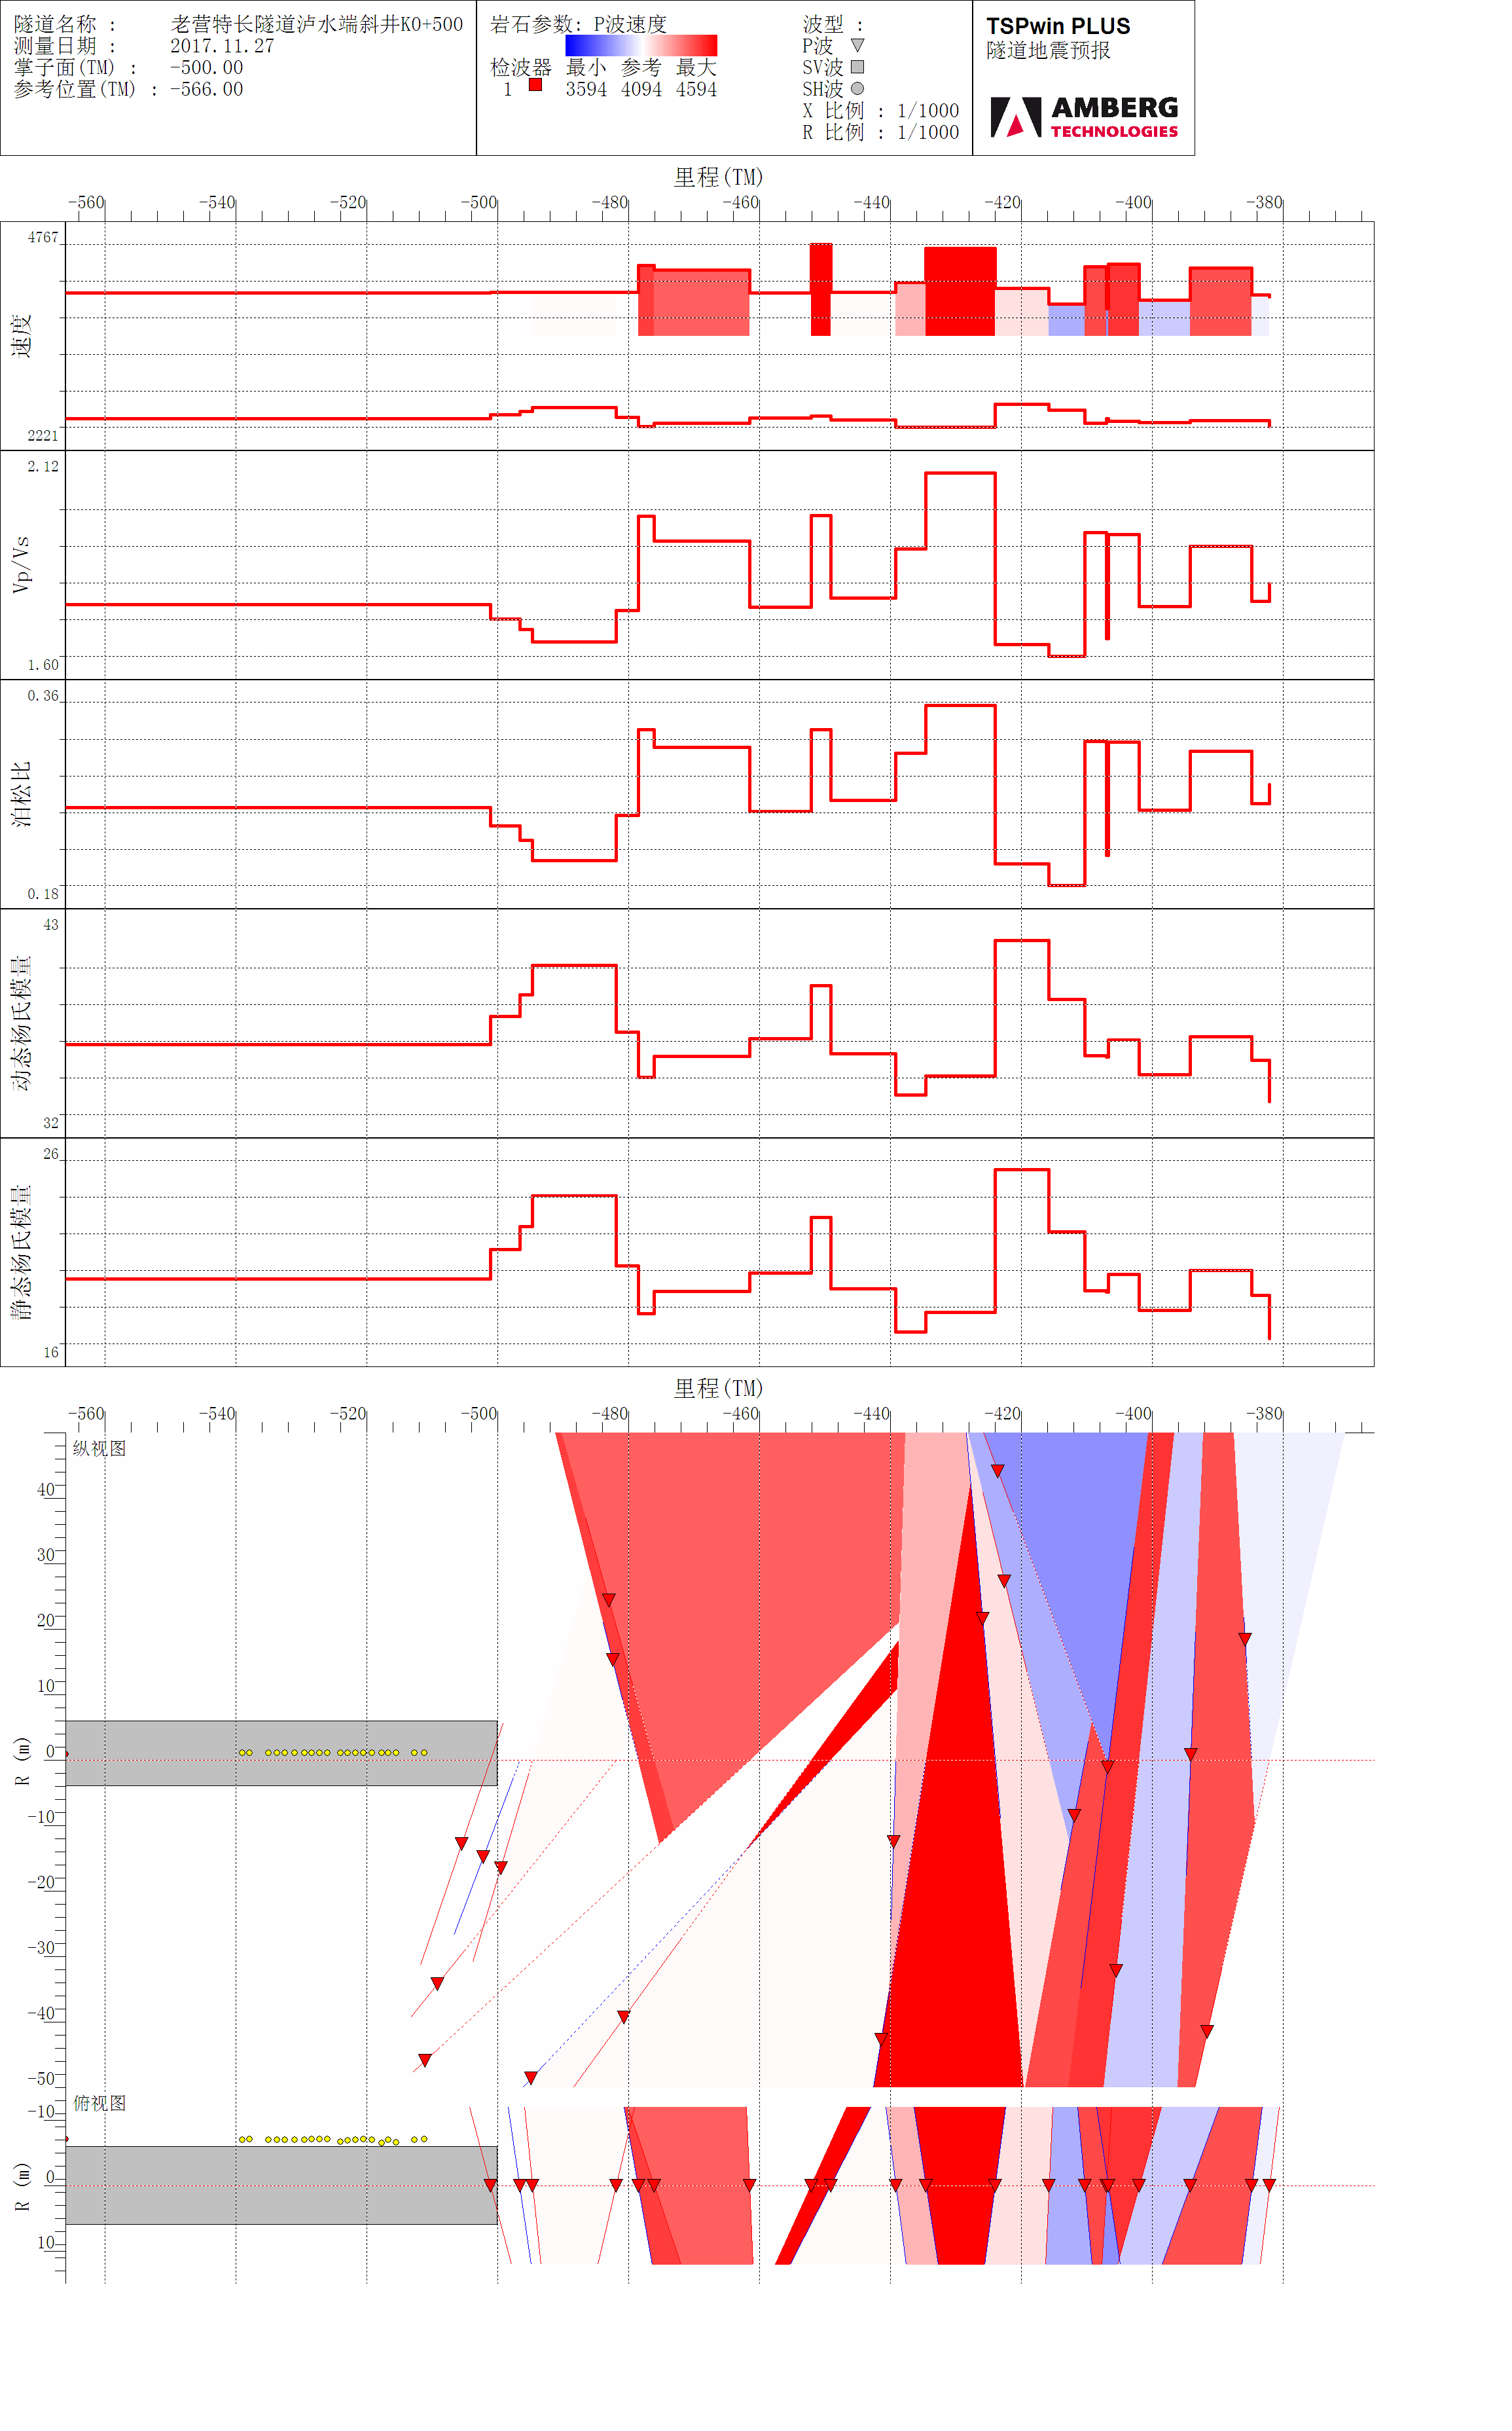 隧道名称 : 老营特长隧道泸水端斜井K0+500
测量日期 : 2017.11.27
掌子面(TM) : -500.00
参考位置(TM) : -566.00
岩石参数: P波速度
检波器 最小 参考 最大
1 3594 4094 4594
波型 :
P波
SV波
SH波
X 比例 : 1/1000
R 比例 : 1/1000
TSPwin PLUS
隧道地震预报
AMBERG
TECHNOLOGIES
里程(TM)
-560 -540 -520 -500 -480 -460 -440 -420 -400 -380
4767
速度
2221
2.12
Vp/Vs
1.60
0.36
泊松比
0.18
43
动态杨氏模量
32
26
静态杨氏模量
16
里程(TM)
-560 -540 -520 -500 -480 -460 -440 -420 -400 -380
纵视图
40
30
20
10
0
R (m)
-10
-20
-30
-40
-50
俯视图
-10
0
R (m)
10